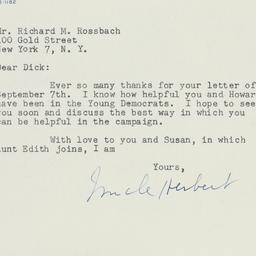 Mr. Richard M. Rossbach
100 Gold Street
New York 7, N. Y.
Dear Dick:
Ever so many thanks for your letter of
September 7th. I know how helpful you and Howar
have been in the Young Democrats. I hope to see
you soon and discuss the best way in which you
can be helpful in the campaign.
With love to you and Susan, in which
unt Edith joins, I am
Yours,
Uncle Herbert